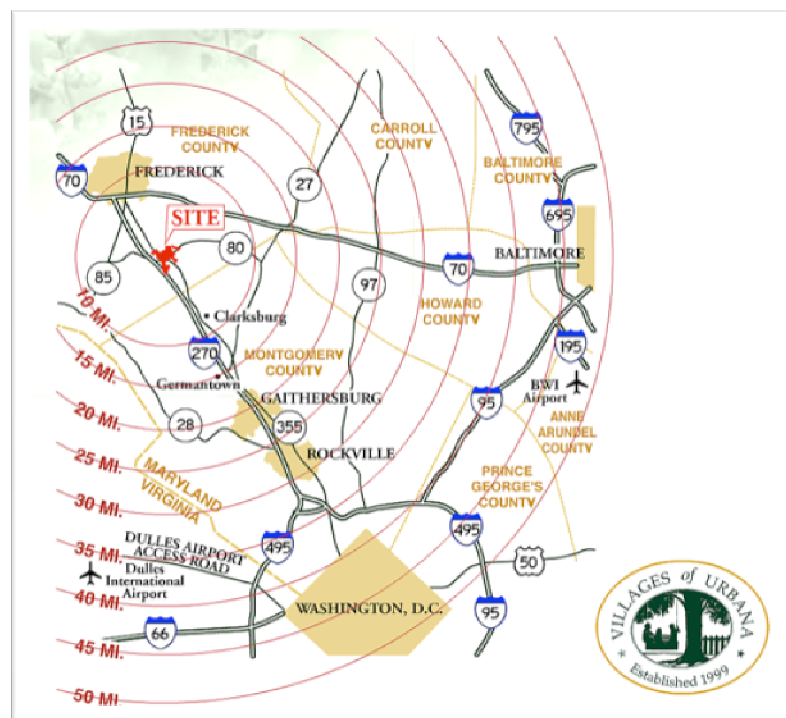 15
FREDERICK
COUNTY
CARROLL
COUNTY
795
BALTIMORE
COUNTY
70
FREDERICK
27
695
SITE
80
BALTIMORE
85
97
70
10 MI.
Clarksburg
HOWARD
COUNTY
270
MONTGOMERY
COUNTY
195
15 MI.
Germantown
BWI
Airport
GAITHERSBURG
95
20 MI.
28
355
ANNE
ARUNDEL
COUNTY
25 MI.
ROCKVILLE
MARYLAND
VIRGINIA
PRINCE
GEORGE'S
COUNTY
30 MI.
495
495
35 MI.
DULLES AIRPORT
ACCESS ROAD
50
Dulles
International
Airport
40 MI.
WASHINGTON, D.C.
95
66
45 MI.
50 MI.
VILLAGES of URBANA
Established 1999